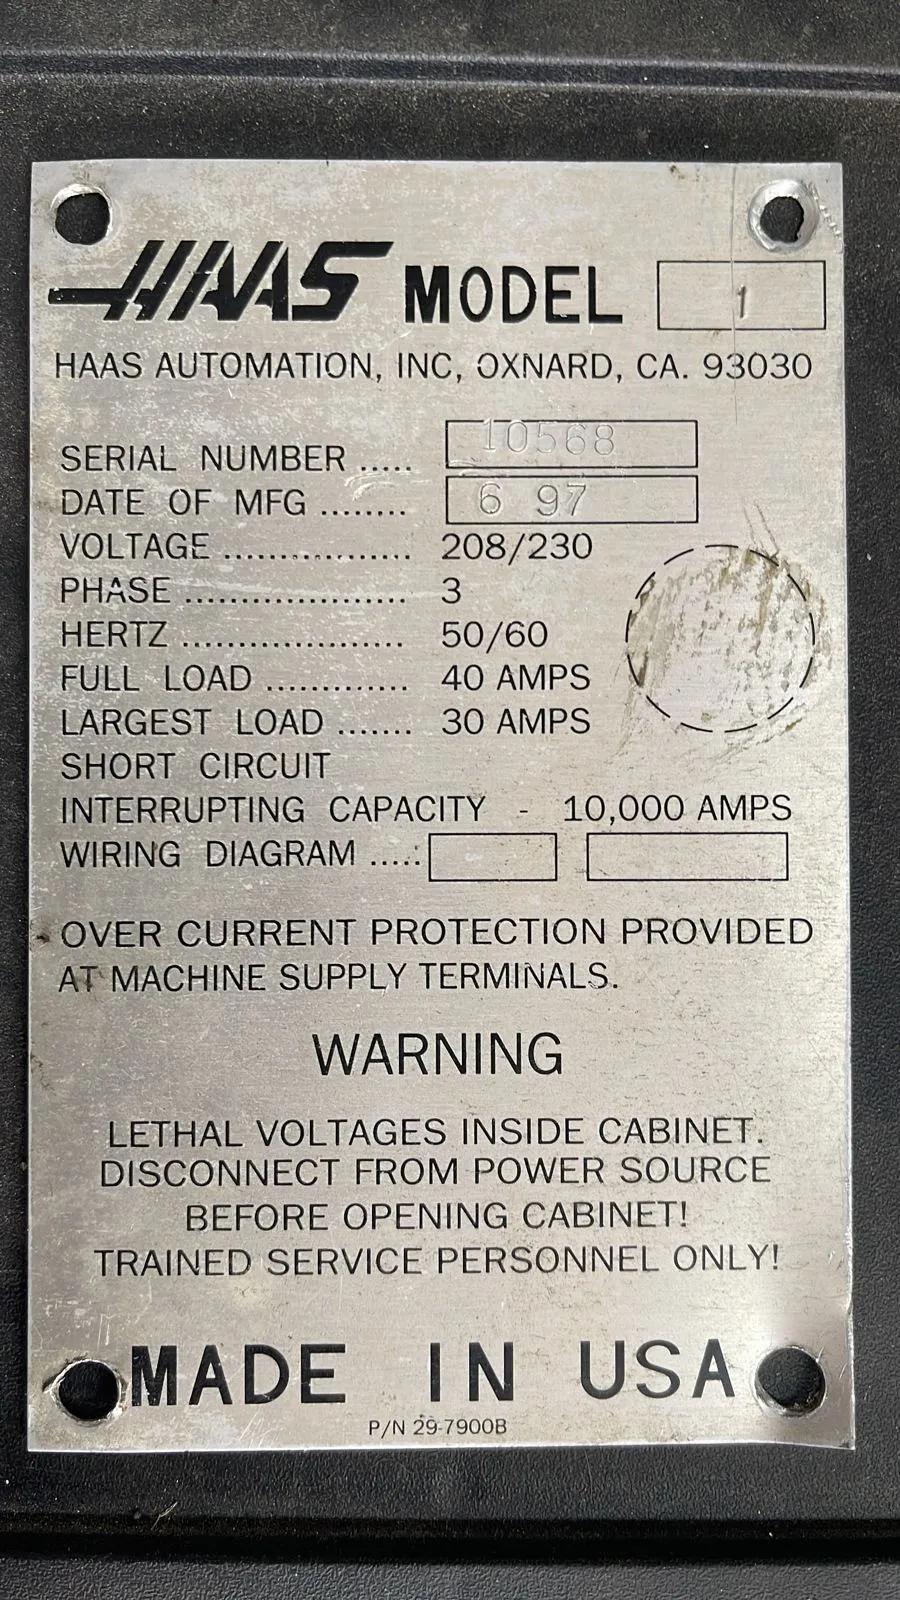 HAAS MODEL 1
HAAS AUTOMATION, INC, OXNARD, CA. 93030
SERIAL NUMBER ..... 10568
DATE OF MFG ........ 6 97
VOLTAGE ................. 208/230
PHASE ..................... 3
HERTZ ..................... 50/60
FULL LOAD ............. 40 AMPS
LARGEST LOAD ....... 30 AMPS
SHORT CIRCUIT
INTERRUPTING CAPACITY - 10,000 AMPS
WIRING DIAGRAM .....
OVER CURRENT PROTECTION PROVIDED
AT MACHINE SUPPLY TERMINALS.
WARNING
LETHAL VOLTAGES INSIDE CABINET.
DISCONNECT FROM POWER SOURCE
BEFORE OPENING CABINET!
TRAINED SERVICE PERSONNEL ONLY!
MADE IN USA
P/N 29-7900B